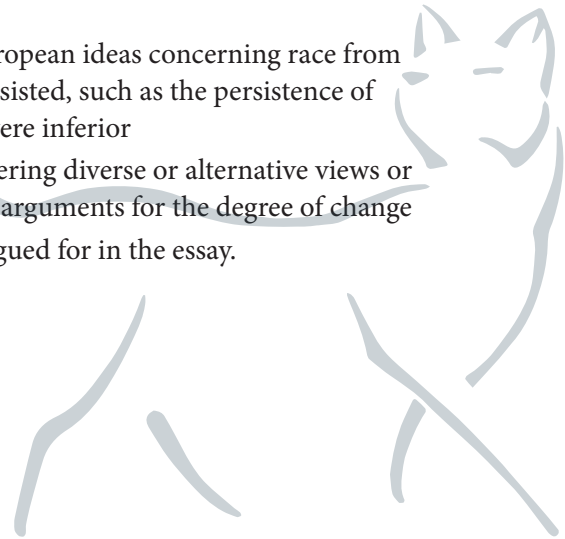 ropean ideas concerning race from
sisted, such as the persistence of
ere inferior
ering diverse or alternative views or
arguments for the degree of change
gued for in the essay.